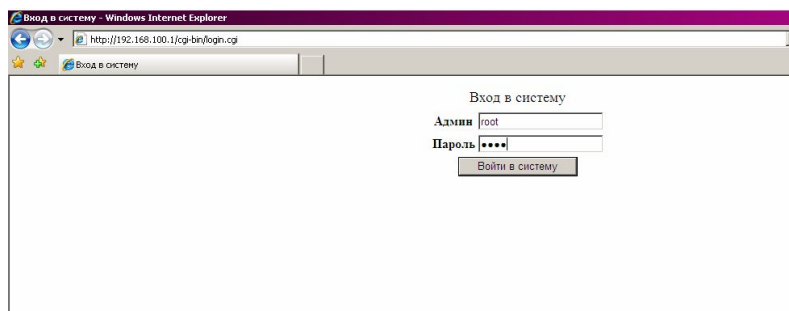 Вход в систему - Windows Internet Explorer
http://192.168.100.1/cgi-bin/login.cgi
Вход в систему
Вход в систему
Админ root
Пароль ••••
Войти в систему